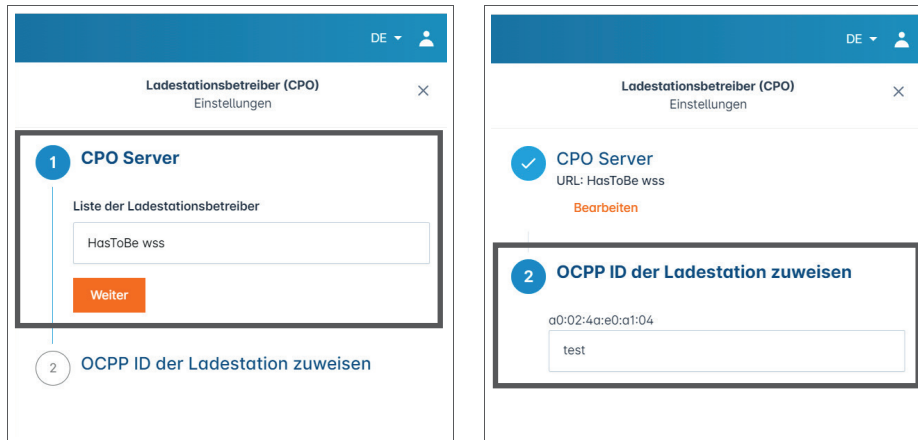 DE
Ladestationsbetreiber (CPO)
Einstellungen
1 CPO Server
Liste der Ladestationsbetreiber
HasToBe wss
Weiter
2 OCPP ID der Ladestation zuweisen
DE
Ladestationsbetreiber (CPO)
Einstellungen
CPO Server
URL: HasToBe wss
Bearbeiten
2 OCPP ID der Ladestation zuweisen
a0:02:4a:e0:a1:04
test